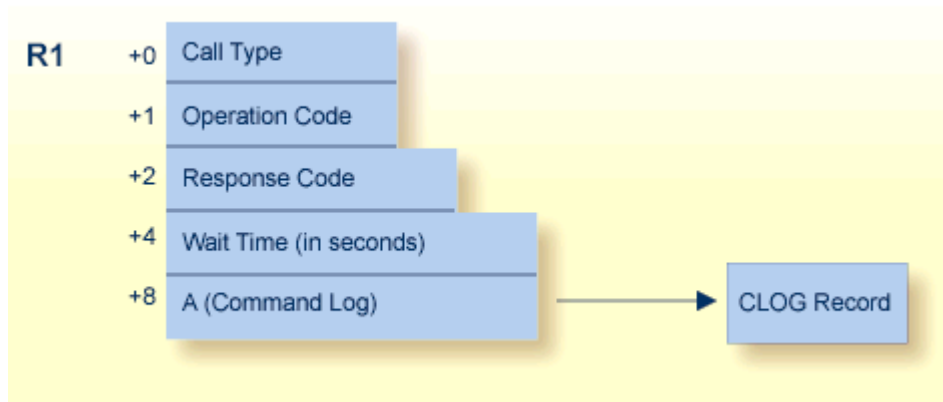 R1 +0 Call Type
+1 Operation Code
+2 Response Code
+4 Wait Time (in seconds)
+8 A (Command Log) CLOG Record